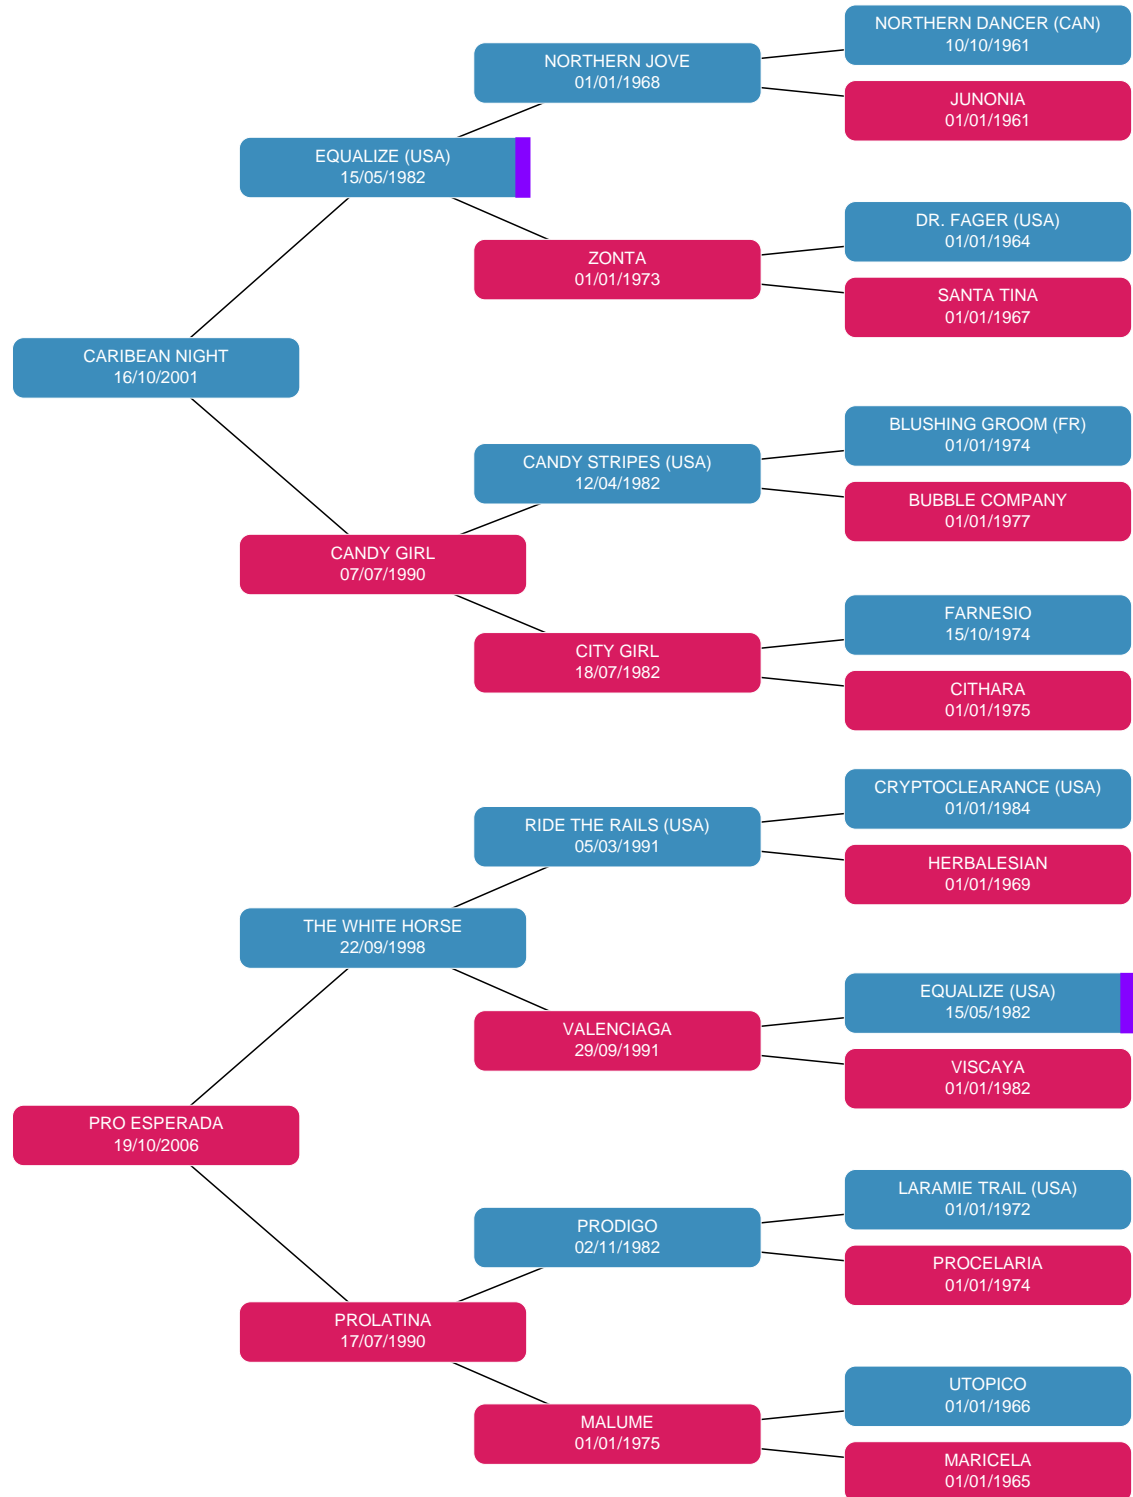 NORTHERN DANCER (CAN)
10/10/1961
NORTHERN JOVE
01/01/1968
JUNONIA
01/01/1961
EQUALIZE (USA)
15/05/1982
DR. FAGER (USA)
01/01/1964
ZONTA
01/01/1973
SANTA TINA
01/01/1967
CARIBEAN NIGHT
16/10/2001
BLUSHING GROOM (FR)
01/01/1974
CANDY STRIPES (USA)
12/04/1982
BUBBLE COMPANY
01/01/1977
CANDY GIRL
07/07/1990
FARNESIO
15/10/1974
CITY GIRL
18/07/1982
CITHARA
01/01/1975
CRYPTOCLEARANCE (USA)
01/01/1984
RIDE THE RAILS (USA)
05/03/1991
HERBALESIAN
01/01/1969
THE WHITE HORSE
22/09/1998
EQUALIZE (USA)
15/05/1982
VALENCIAGA
29/09/1991
VISCAYA
01/01/1982
PRO ESPERADA
19/10/2006
LARAMIE TRAIL (USA)
01/01/1972
PRODIGO
02/11/1982
PROCELARIA
01/01/1974
PROLATINA
17/07/1990
UTOPICO
01/01/1966
MALUME
01/01/1975
MARICELA
01/01/1965